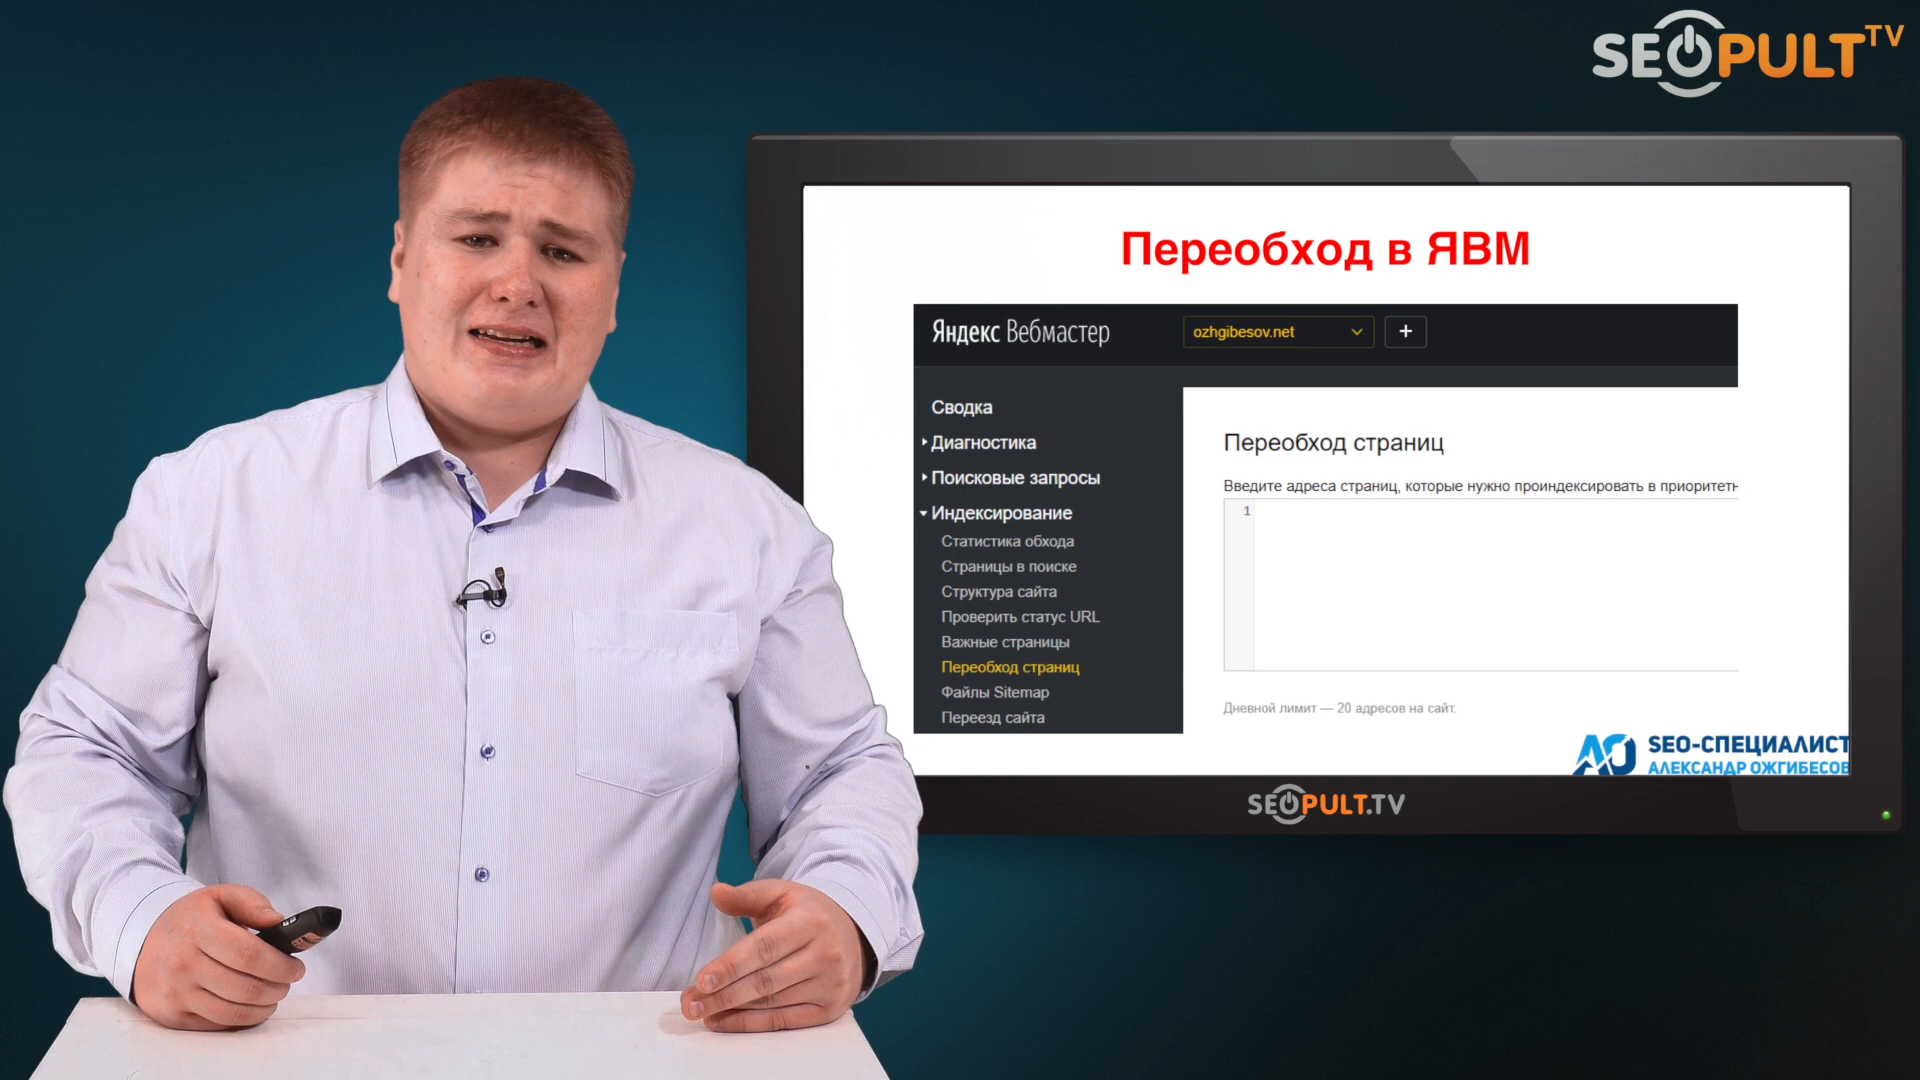 SEOPULT TV
Переобход в ЯВМ
Яндекс Вебмастер
ozhgibesov.net
+
Сводка
Диагностика
Поисковые запросы
Индексирование
Статистика обхода
Страницы в поиске
Структура сайта
Проверить статус URL
Важные страницы
Переобход страниц
Файлы Sitemap
Переезд сайта
Переобход страниц
Введите адреса страниц, которые нужно проиндексировать в приоритетн
1
Дневной лимит — 20 адресов на сайт.
АО
SEO-СПЕЦИАЛИСТ
АЛЕКСАНДР ОЖГИБЕСОВ
SEOPULT.TV